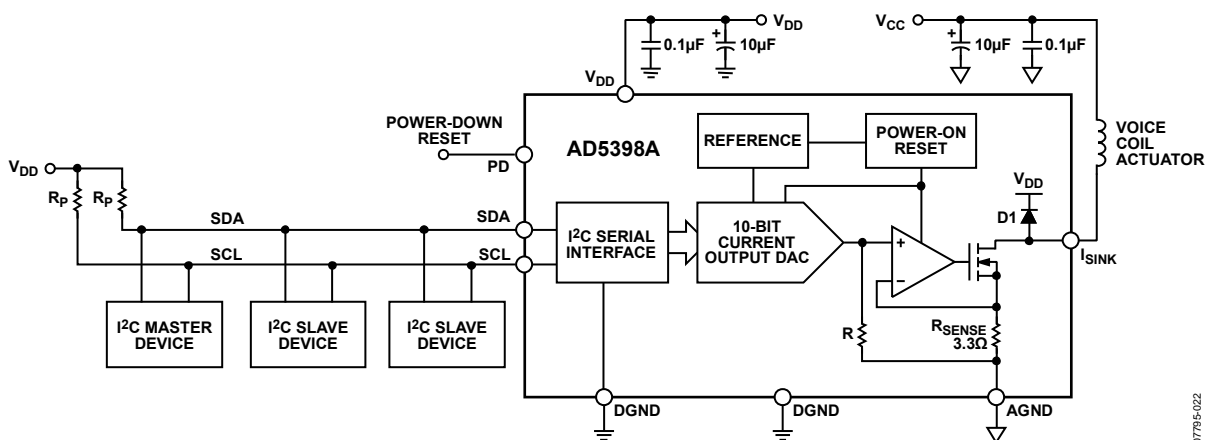 VDD
0.1µF
10µF
VDD
VCC
10µF
0.1µF
VOICE
COIL
ACTUATOR
POWER-DOWN
RESET
PD
AD5398A
REFERENCE
POWER-ON
RESET
VDD
RP
RP
SDA
SCL
SDA
SCL
I²C SERIAL
INTERFACE
10-BIT
CURRENT
OUTPUT DAC
+
−
VDD
D1
ISINK
R
RSENSE
3.3Ω
I²C MASTER
DEVICE
I²C SLAVE
DEVICE
I²C SLAVE
DEVICE
DGND
DGND
AGND
07795-022